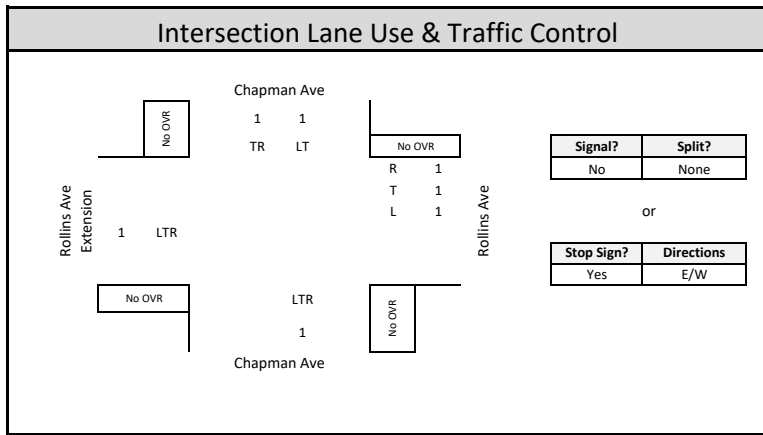 Intersection Lane Use & Traffic Control
Chapman Ave
No OVR
1 1
TR LT
No OVR
R 1
T 1
L 1
Rollins Ave
Extension
1 LTR
Rollins Ave
No OVR
LTR
1
No OVR
Chapman Ave
Signal? Split?
No None
or
Stop Sign? Directions
Yes E/W